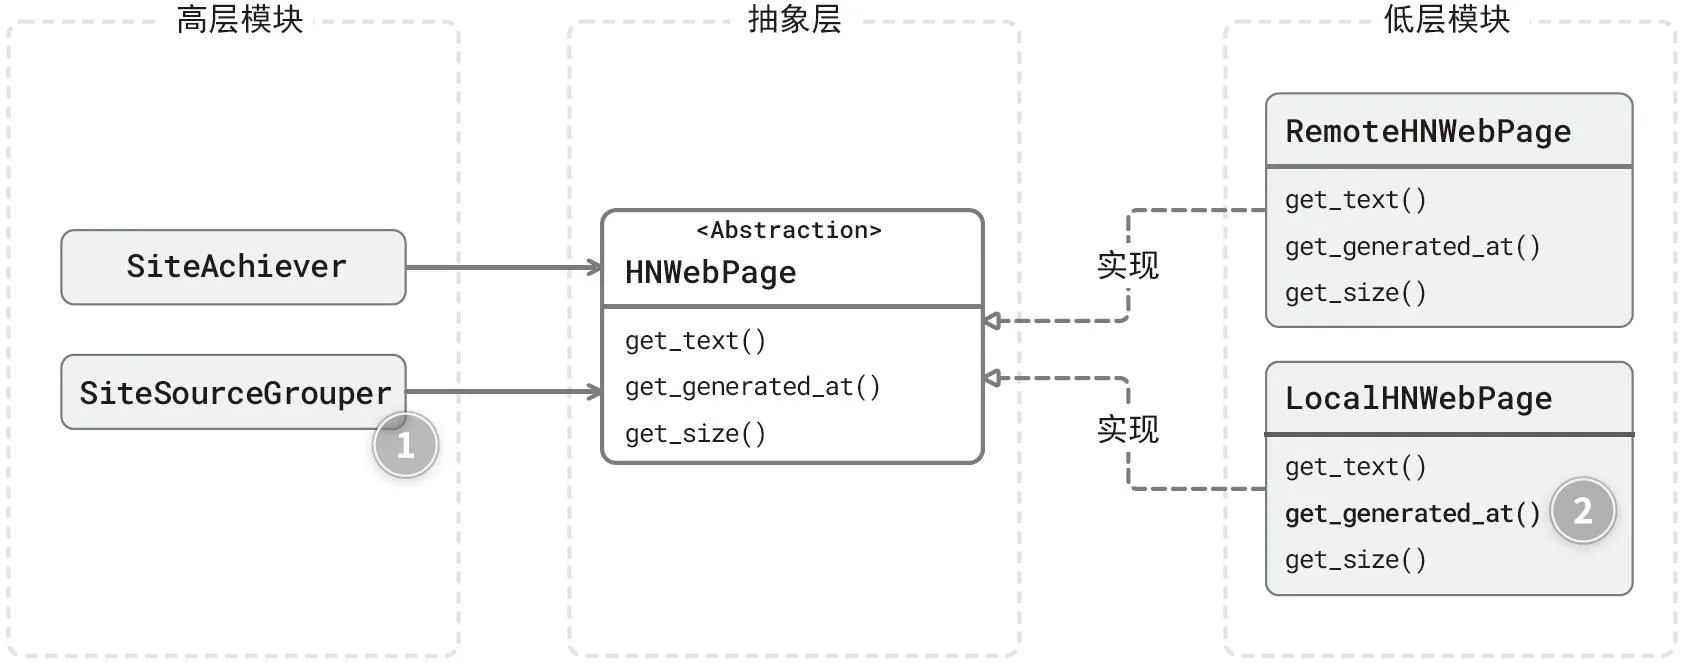 高层模块
SiteAchiever
SiteSourceGrouper
1
抽象层
<Abstraction>
HNWebPage
get_text()
get_generated_at()
get_size()
实现
实现
低层模块
RemoteHNWebPage
get_text()
get_generated_at()
get_size()
LocalHNWebPage
get_text()
get_generated_at()
2
get_size()